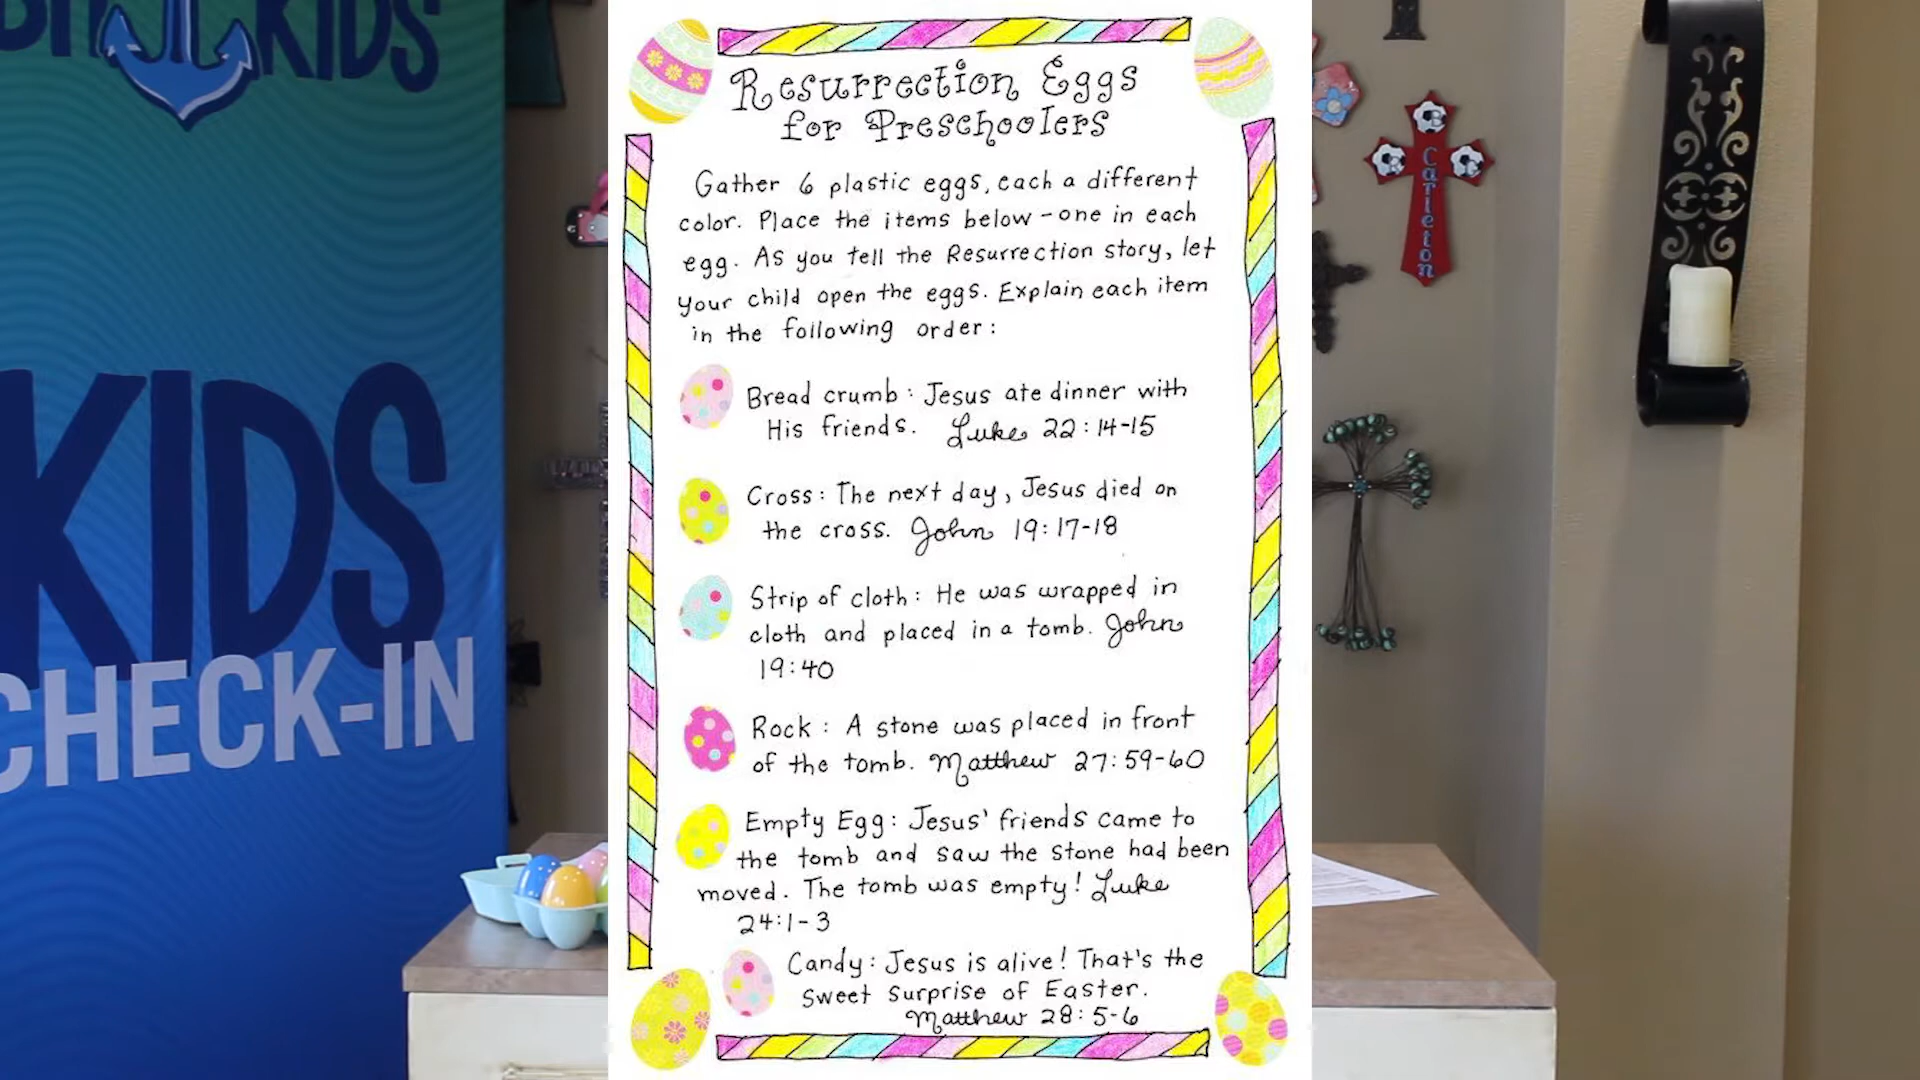 KIDS
KIDS
CHECK-IN
Resurrection Eggs
for Preschoolers
Gather 6 plastic eggs, each a different
color. Place the items below - one in each
egg. As you tell the Resurrection story, let
your child open the eggs. Explain each item
in the following order:
Bread crumb: Jesus ate dinner with
His friends. Luke 22:14-15
Cross: The next day, Jesus died on
the cross. John 19:17-18
Strip of cloth: He was wrapped in
cloth and placed in a tomb. John
19:40
Rock: A stone was placed in front
of the tomb. Matthew 27:59-60
Empty Egg: Jesus' friends came to
the tomb and saw the stone had been
moved. The tomb was empty! Luke
24:1-3
Candy: Jesus is alive! That's the
sweet surprise of Easter.
Matthew 28:5-6
Carleton